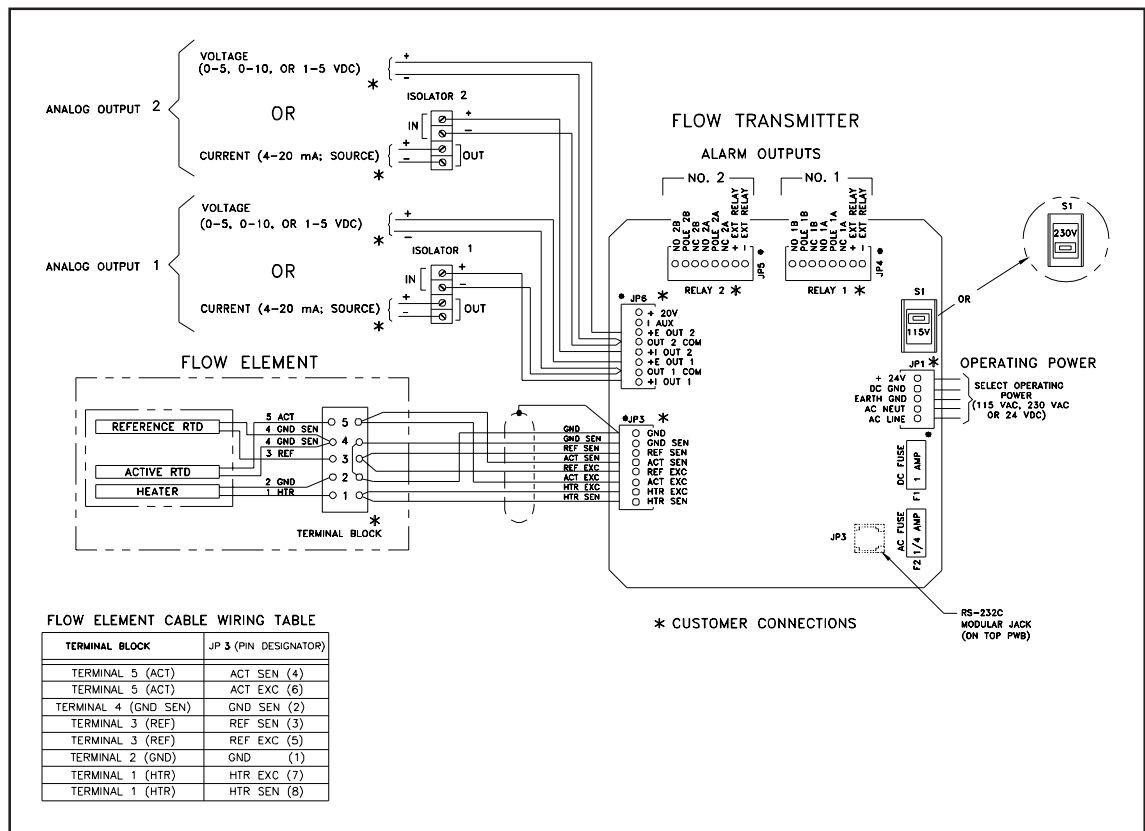 VOLTAGE
(0-5, 0-10, OR 1-5 VDC)
+
-
*
ANALOG OUTPUT 2
OR
ISOLATOR 2
IN
+
-
CURRENT (4-20 mA; SOURCE)
+
-
OUT
*
VOLTAGE
(0-5, 0-10, OR 1-5 VDC)
+
-
*
ANALOG OUTPUT 1
OR
ISOLATOR 1
IN
+
-
CURRENT (4-20 mA; SOURCE)
+
-
OUT
*
FLOW TRANSMITTER
ALARM OUTPUTS
NO. 2
NO. 1
NO 2B
POLE 2B
NC 2B
NO 2A
POLE 2A
NC 2A
+ EXT RELAY
- EXT RELAY
JP5 *
RELAY 2 *
NO 1B
POLE 1B
NC 1B
NO 1A
POLE 1A
NC 1A
+ EXT RELAY
- EXT RELAY
JP4 *
RELAY 1 *
S1
230V
S1
115V
OR
JP6 *
+ 20V
I AUX
+E OUT 2
OUT 2 COM
+I OUT 2
+E OUT 1
OUT 1 COM
+I OUT 1
JP1 *
OPERATING POWER
+ 24V
DC GND
EARTH GND
AC NEUT
AC LINE
SELECT OPERATING
POWER
(115 VAC, 230 VAC
OR 24 VDC)
*
DC FUSE
1 AMP
F1
AC FUSE
1/4 AMP
F2
JP3
RS-232C
MODULAR JACK
(ON TOP PWB)
FLOW ELEMENT
REFERENCE RTD
ACTIVE RTD
HEATER
5 ACT
4 GND SEN
4 GND SEN
3 REF
2 GND
1 HTR
5
4
3
2
1
*
TERMINAL BLOCK
GND
GND SEN
REF SEN
ACT SEN
REF EXC
ACT EXC
HTR EXC
HTR SEN
*JP3 *
GND
GND SEN
REF SEN
ACT SEN
REF EXC
ACT EXC
HTR EXC
HTR SEN
* CUSTOMER CONNECTIONS
FLOW ELEMENT CABLE WIRING TABLE
TERMINAL BLOCK JP 3 (PIN DESIGNATOR)
TERMINAL 5 (ACT) ACT SEN (4)
TERMINAL 5 (ACT) ACT EXC (6)
TERMINAL 4 (GND SEN) GND SEN (2)
TERMINAL 3 (REF) REF SEN (3)
TERMINAL 3 (REF) REF EXC (5)
TERMINAL 2 (GND) GND (1)
TERMINAL 1 (HTR) HTR EXC (7)
TERMINAL 1 (HTR) HTR SEN (8)